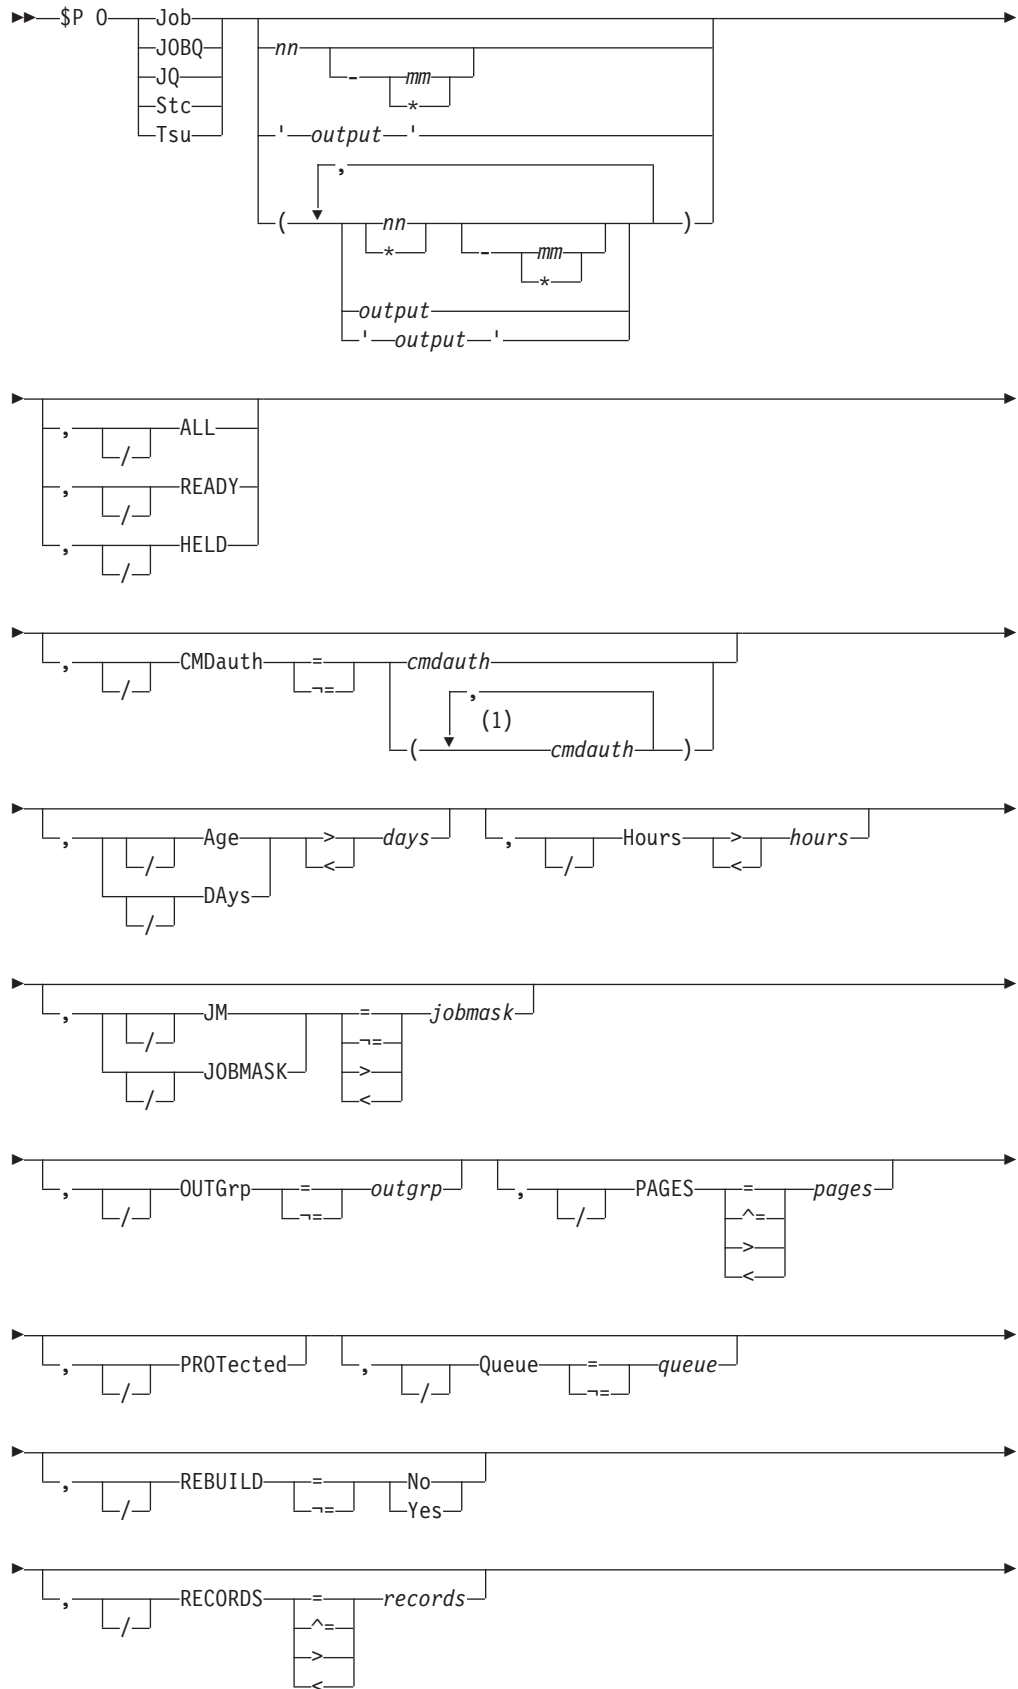 $P O Job
JOBQ nn
JQ - mm
Stc *
Tsu ' output '
,
( nn )
* - mm
*
output
' output '
, ALL
/
, READY
/
, HELD
/
, CMDauth = cmdauth
/ ¬= ,
(1)
( cmdauth )
, Age > days , Hours > hours
/ < / <
DAys
/
, JM = jobmask
/ ¬=
JOBMASK >
/ <
, OUTGrp = outgrp , PAGES = pages
/ ¬= / ^=
>
<
, PROTected , Queue = queue
/ / ¬=
, REBUILD = No
/ ¬= Yes
, RECORDS = records
/ ^=
>
<